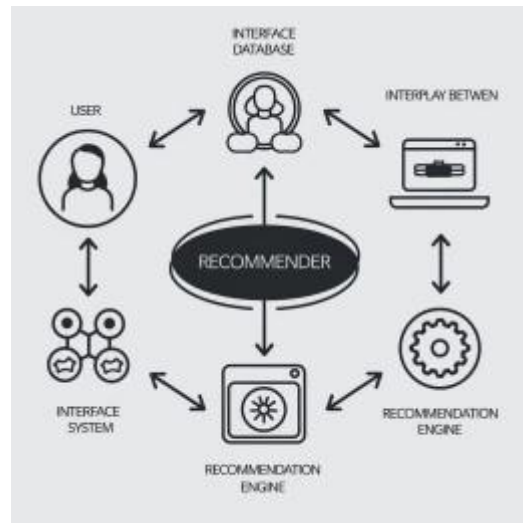 INTERFACE
DATABASE
USER
INTERPLAY BETWEN
RECOMMENDER
INTERFACE
SYSTEM
RECOMMENDATION
ENGINE
RECOMMENDATION
ENGINE